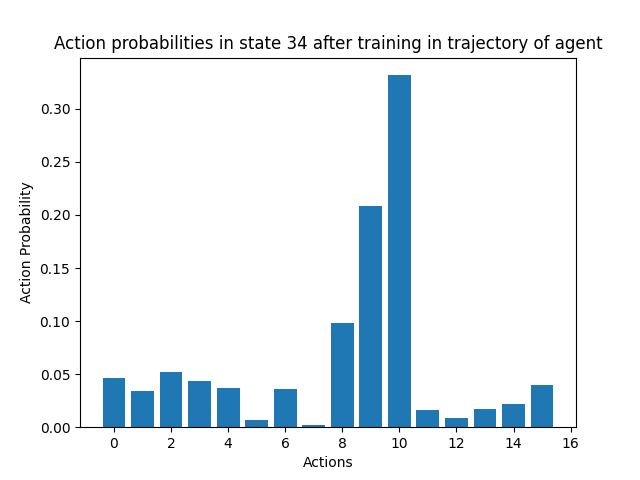 Action probabilities in state 34 after training in trajectory of agent
Action Probability
0.30
0.25
0.20
0.15
0.10
0.05
0.00
0 2 4 6 8 10 12 14 16
Actions